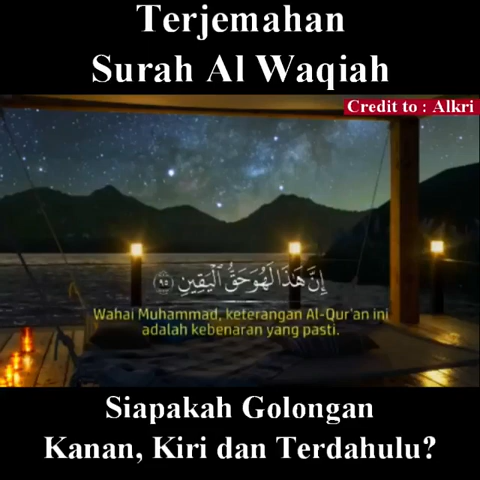 Terjemahan
Surah Al Waqiah
Credit to : Alkri
إِنَّ هَٰذَا لَهُوَ حَقُّ الْيَقِينِ ﴿٩٥﴾
Wahai Muhammad, keterangan Al-Qur'an ini
adalah kebenaran yang pasti.
Siapakah Golongan
Kanan, Kiri dan Terdahulu?